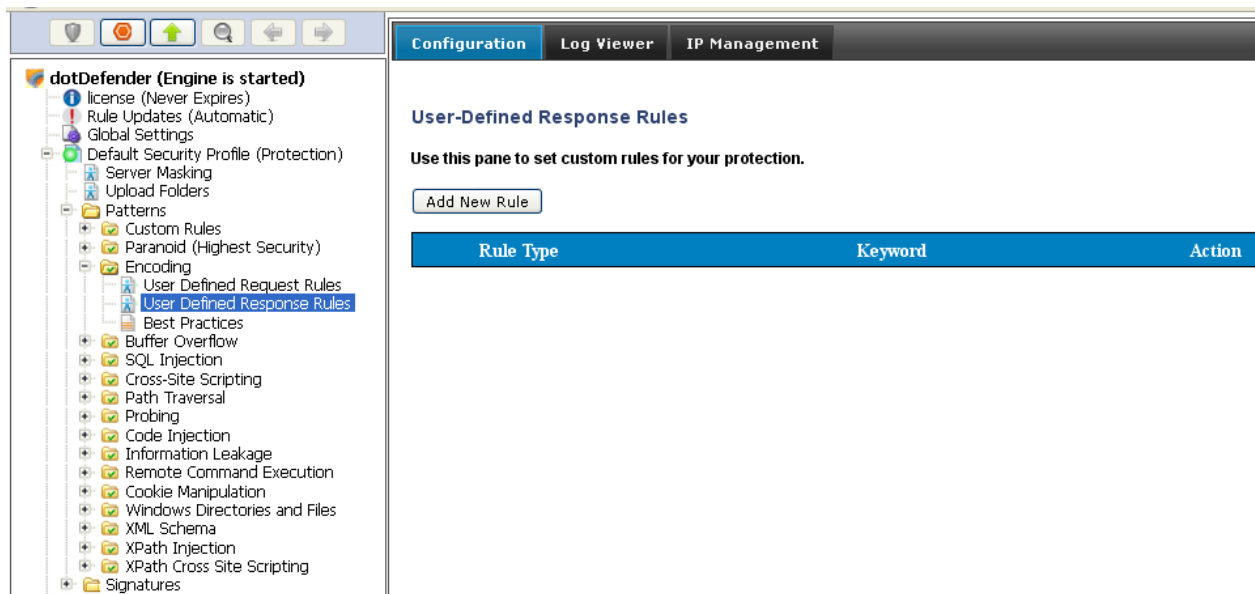 dotDefender (Engine is started)
license (Never Expires)
Rule Updates (Automatic)
Global Settings
Default Security Profile (Protection)
Server Masking
Upload Folders
Patterns
Custom Rules
Paranoid (Highest Security)
Encoding
User Defined Request Rules
User Defined Response Rules
Best Practices
Buffer Overflow
SQL Injection
Cross-Site Scripting
Path Traversal
Probing
Code Injection
Information Leakage
Remote Command Execution
Cookie Manipulation
Windows Directories and Files
XML Schema
XPath Injection
XPath Cross Site Scripting
Signatures
Configuration Log Viewer IP Management
User-Defined Response Rules
Use this pane to set custom rules for your protection.
Add New Rule
Rule Type Keyword Action